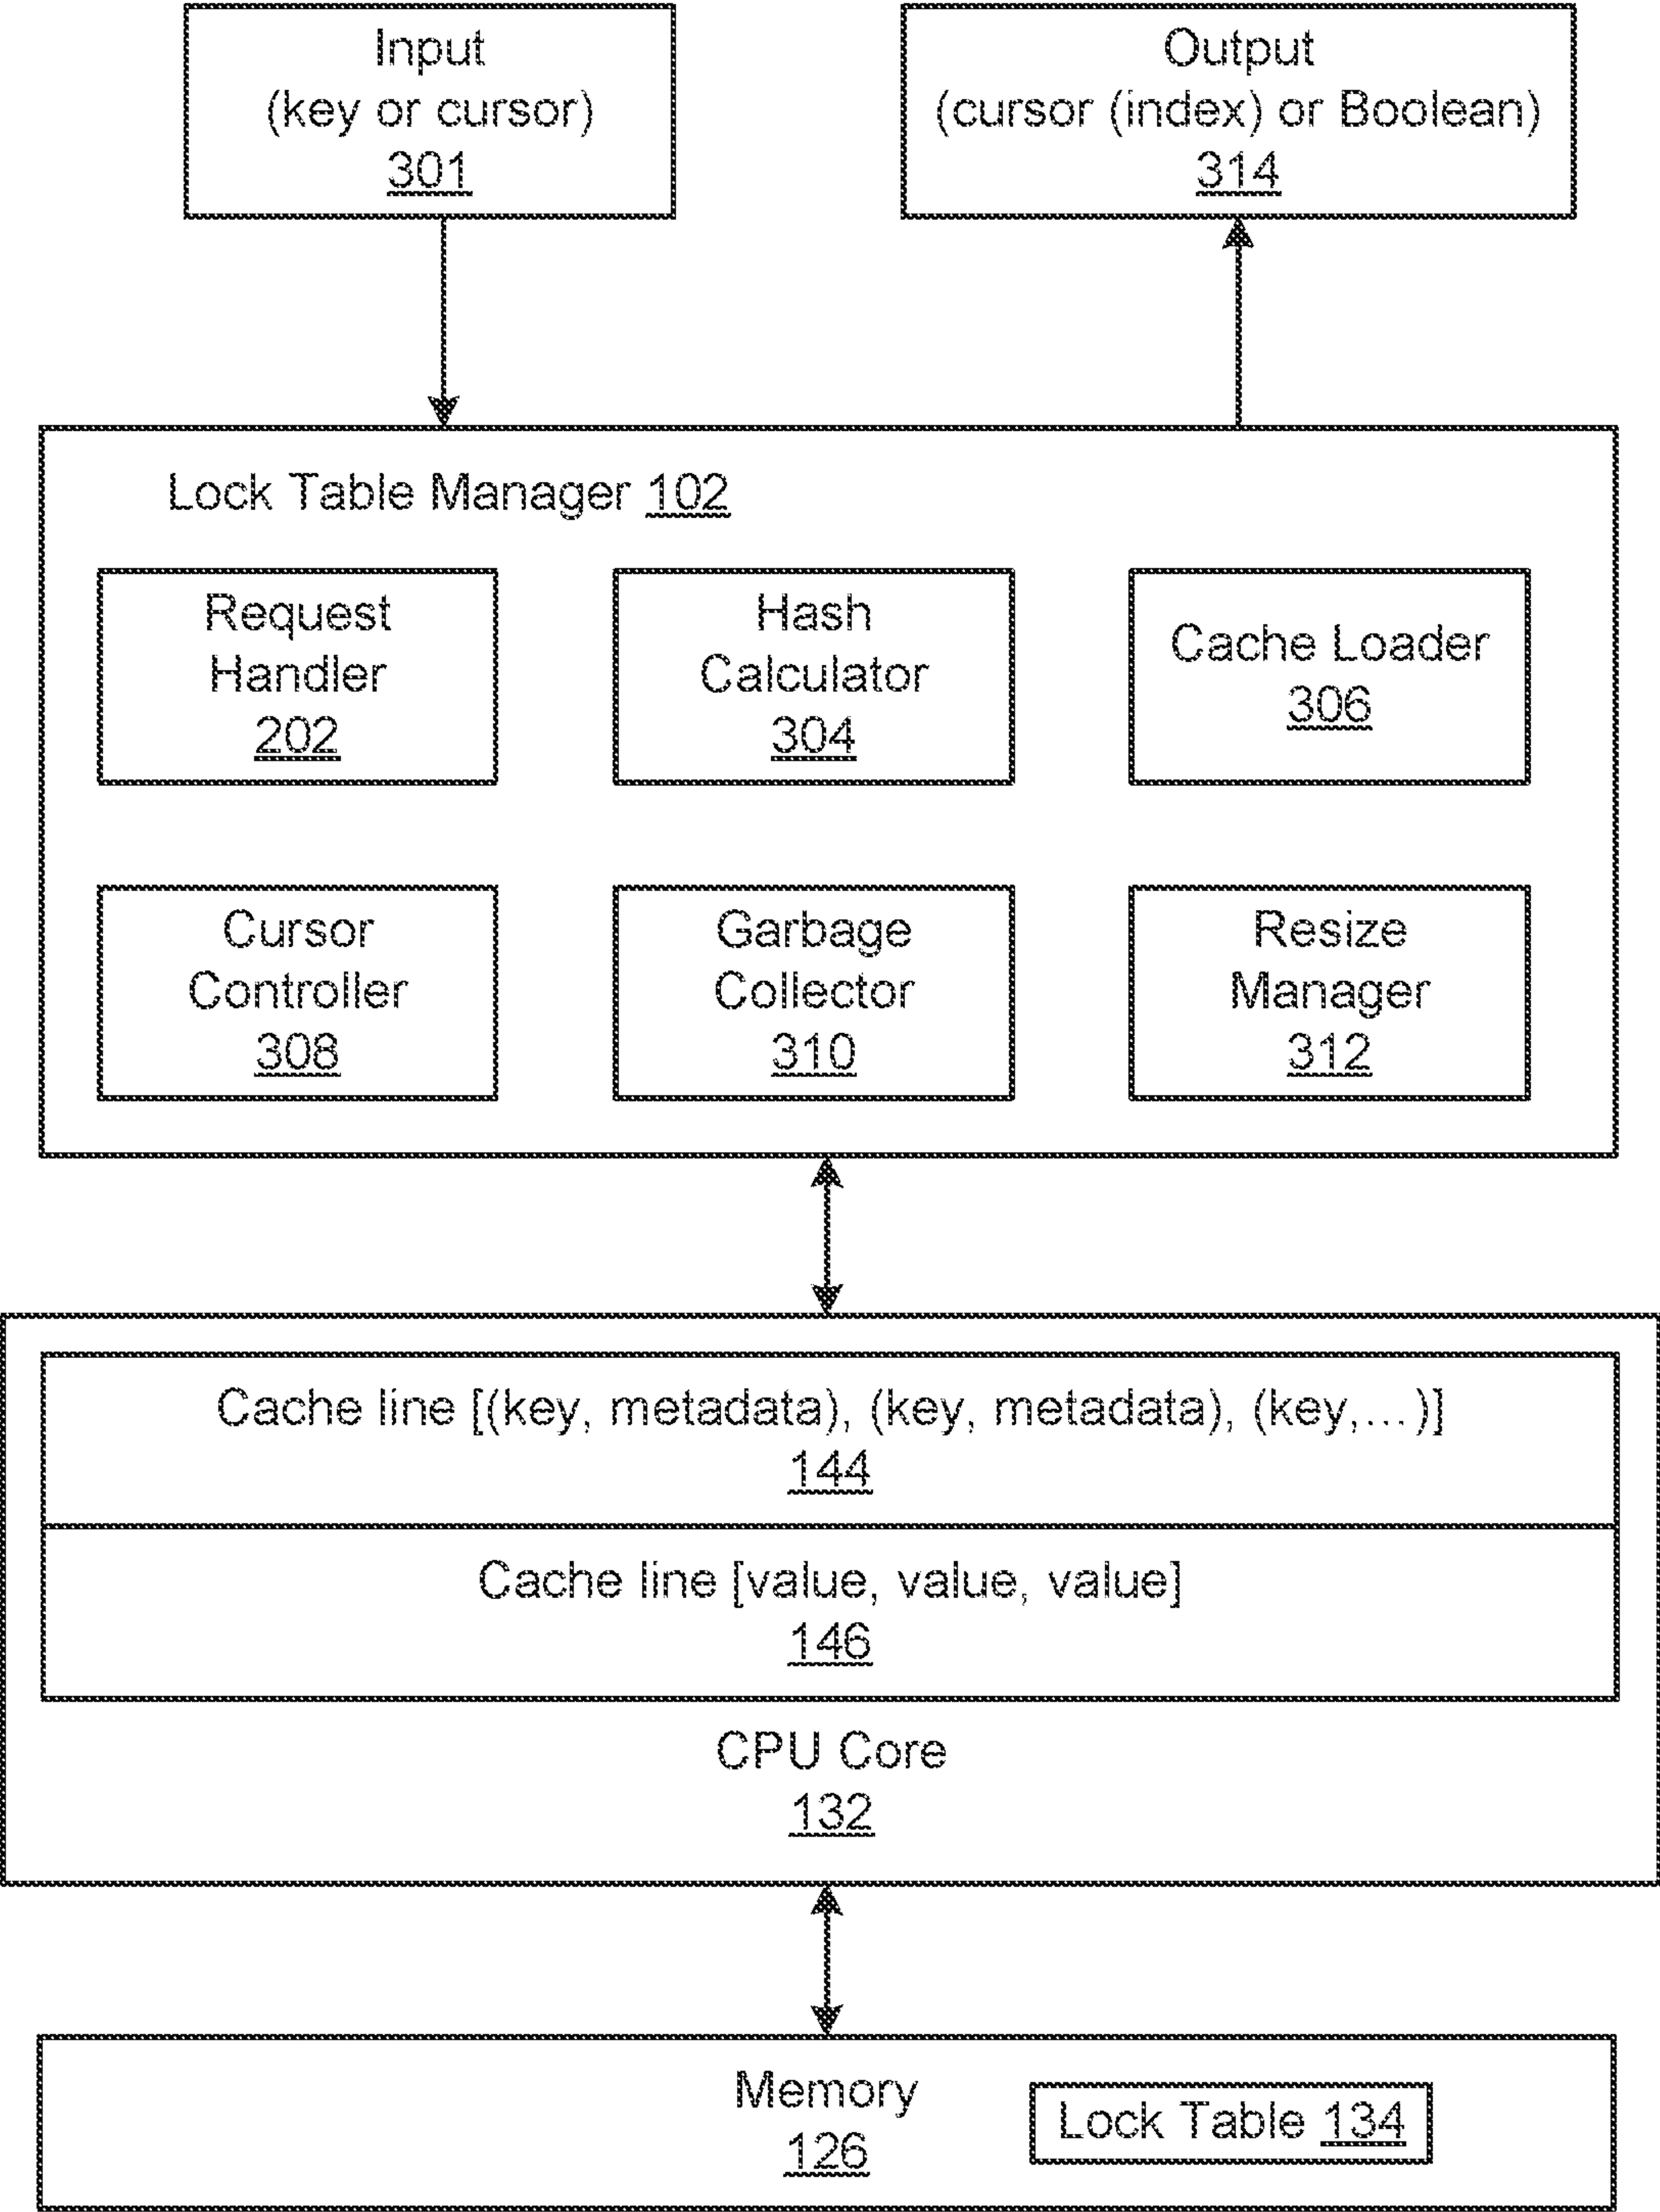 Input
(key or cursor)
301
Output
(cursor (index) or Boolean)
314
Lock Table Manager 102
Request
Handler
202
Hash
Calculator
304
Cache Loader
306
Cursor
Controller
308
Garbage
Collector
310
Resize
Manager
312
Cache line [(key, metadata), (key, metadata), (key,... )]
144
Cache line [value, value, value]
146
CPU Core
132
Memory
126
Lock Table 134